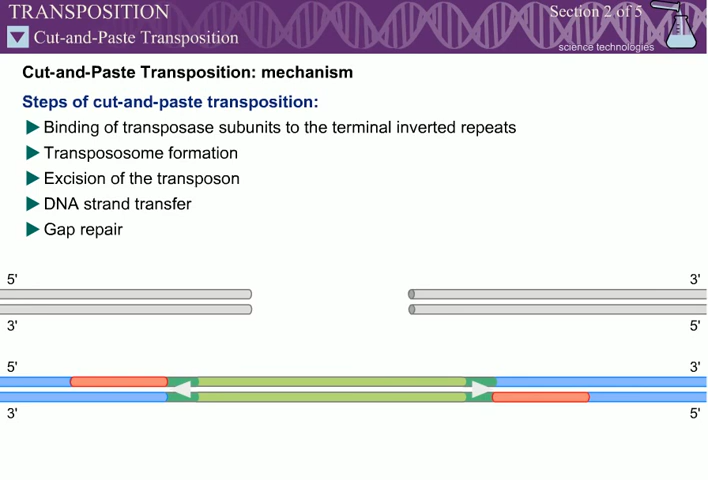 TRANSPOSITION
Section 2 of 5
Cut-and-Paste Transposition
science technologies
Cut-and-Paste Transposition: mechanism
Steps of cut-and-paste transposition:
Binding of transposase subunits to the terminal inverted repeats
Transpososome formation
Excision of the transposon
DNA strand transfer
Gap repair
5' 3'
3' 5'
5' 3'
3' 5'